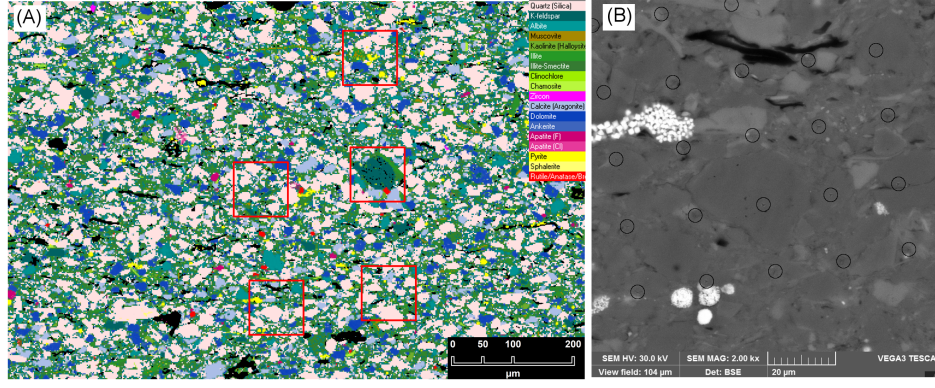 (A)
Quartz (Silica)
K-feldspar
Albite
Muscovite
Kaolinite (Halloysite
Illite
Illite-Smectite
Clinochlore
Chamosite
Zircon
Calcite (Aragonite)
Dolomite
Ankerite
Apatite (F)
Apatite (Cl)
Pyrite
Sphalerite
Rutile/Anatase/Br
0 50 100 200
µm
(B)
SEM HV: 30.0 kV SEM MAG: 2.00 kx VEGA3 TESCA
View field: 104 µm Det: BSE 20 µm